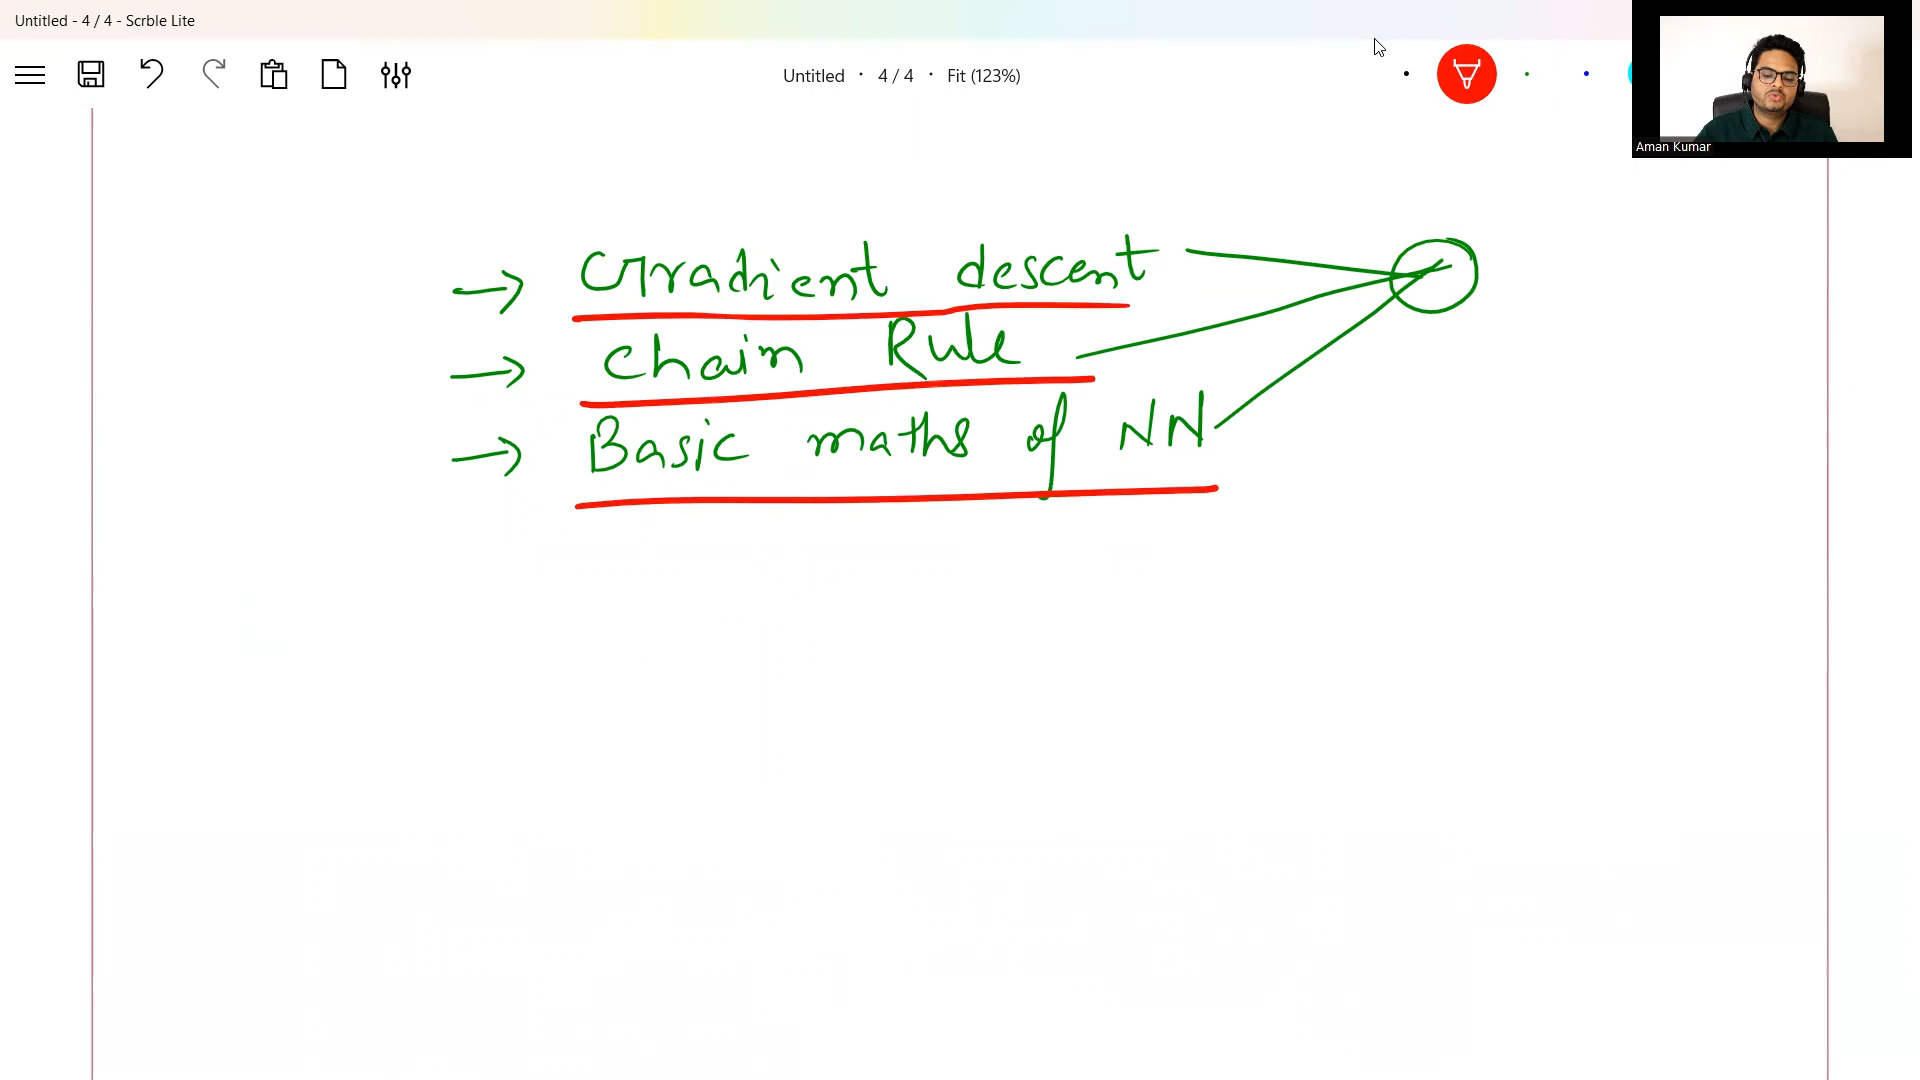 Untitled - 4 / 4 - Scrble Lite
Untitled · 4 / 4 · Fit (123%)
Aman Kumar
→ Gradient descent
→ Chain Rule
→ Basic maths of NN